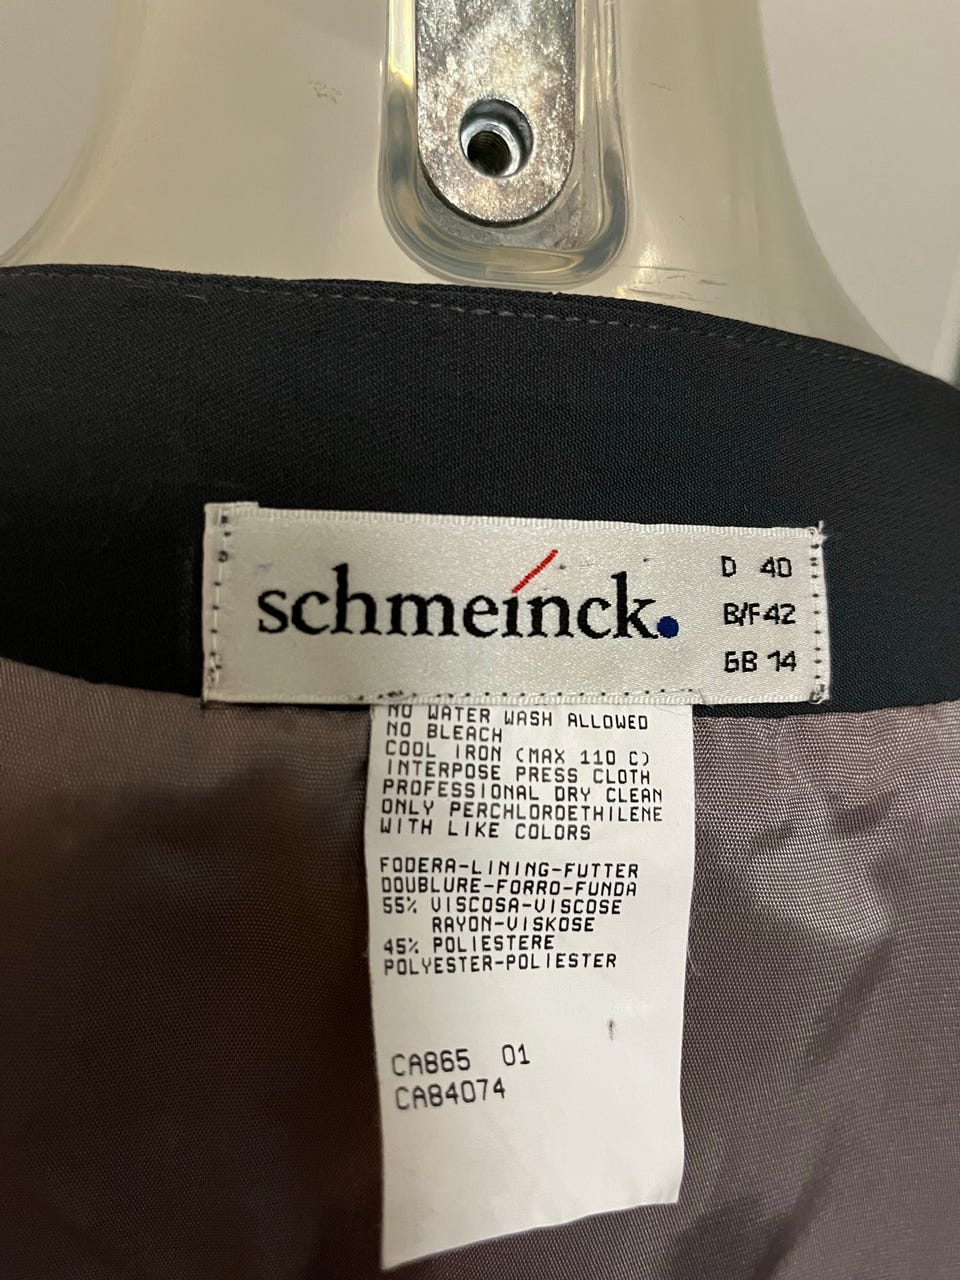 schmeinck.
D 40
B/F 42
GB 14
NO WATER WASH ALLOWED
NO BLEACH
COOL IRON (MAX 110 C)
INTERPOSE PRESS CLOTH
PROFESSIONAL DRY CLEAN
ONLY PERCHLOROETHILENE
WITH LIKE COLORS
FODERA-LINING-FUTTER
DOUBLURE-FORRO-FUNDA
55% VISCOSA-VISCOSE
RAYON-VISKOSE
45% POLIESTERE
POLYESTER-POLIESTER
CA865 01
CA84074